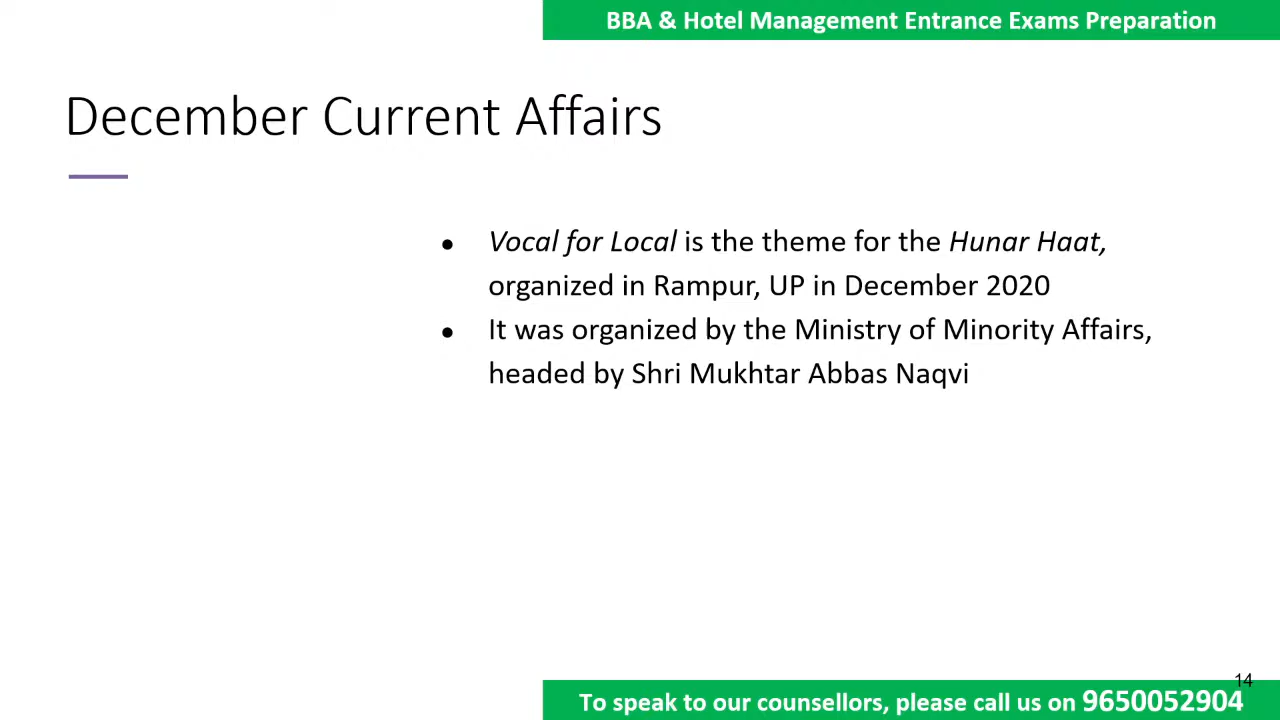 BBA & Hotel Management Entrance Exams Preparation
December Current Affairs
● Vocal for Local is the theme for the Hunar Haat,
organized in Rampur, UP in December 2020
● It was organized by the Ministry of Minority Affairs,
headed by Shri Mukhtar Abbas Naqvi
14
To speak to our counsellors, please call us on 9650052904